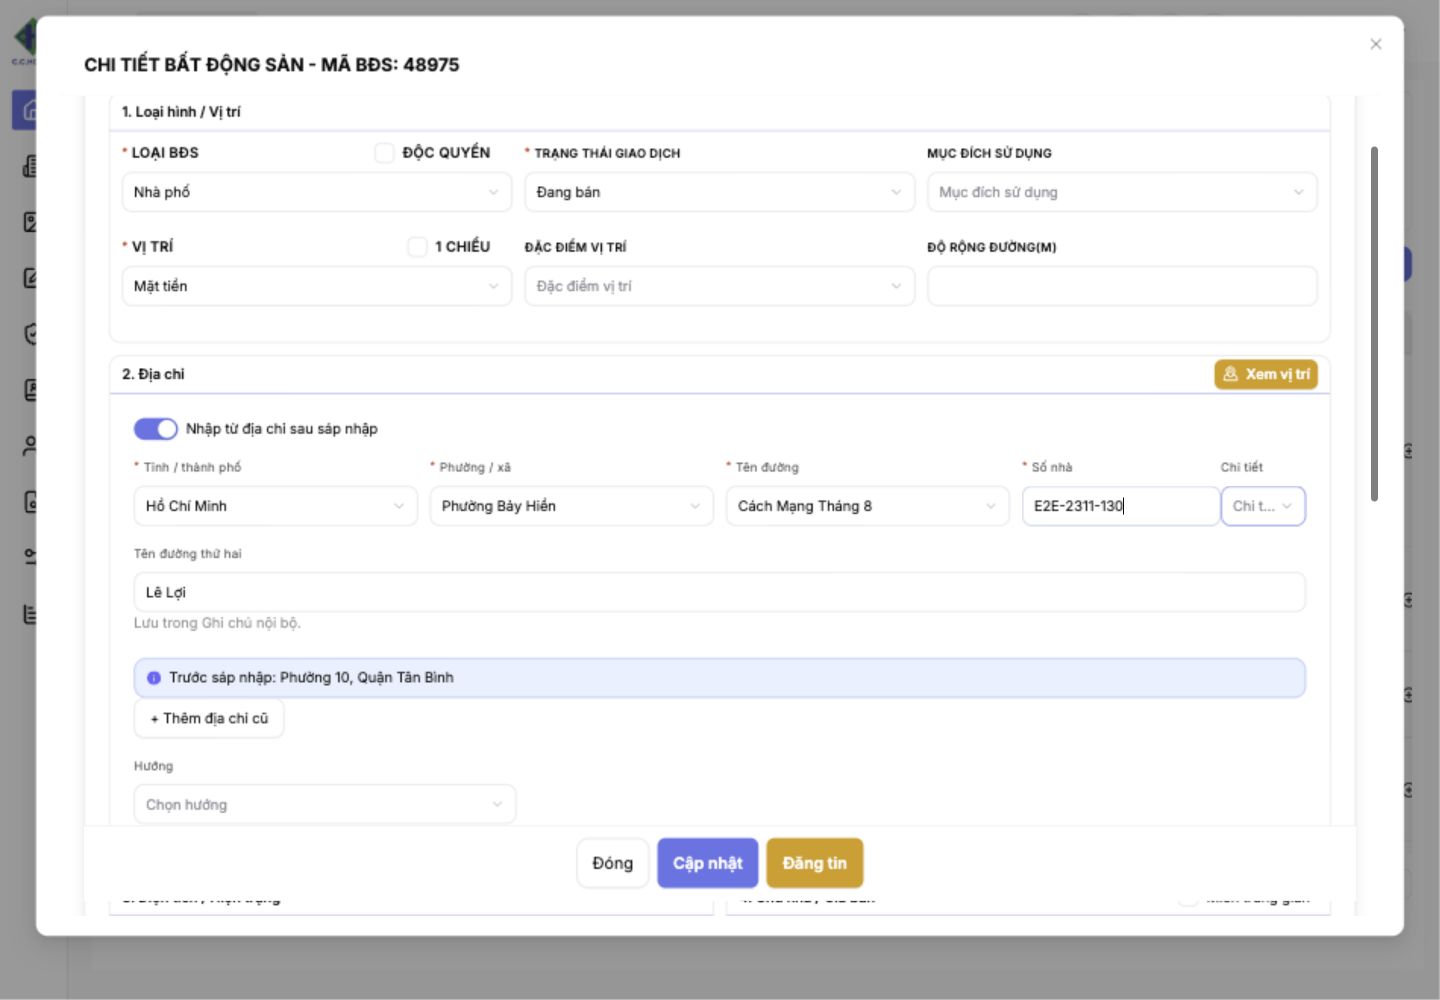 CHI TIẾT BẤT ĐỘNG SẢN - MÃ BĐS: 48975
1. Loại hình / Vị trí
* LOẠI BĐS
ĐỘC QUYỀN
* TRẠNG THÁI GIAO DỊCH
MỤC ĐÍCH SỬ DỤNG
Nhà phố
Đang bán
Mục đích sử dụng
* VỊ TRÍ
1 CHIỀU
ĐẶC ĐIỂM VỊ TRÍ
ĐỘ RỘNG ĐƯỜNG(M)
Mặt tiền
Đặc điểm vị trí
2. Địa chỉ
Xem vị trí
Nhập từ địa chỉ sau sáp nhập
* Tỉnh / thành phố
* Phường / xã
* Tên đường
* Số nhà
Chi tiết
Hồ Chí Minh
Phường Bảy Hiền
Cách Mạng Tháng 8
E2E-2311-130
Chi t...
Tên đường thứ hai
Lê Lợi
Lưu trong Ghi chú nội bộ.
Trước sáp nhập: Phường 10, Quận Tân Bình
+ Thêm địa chỉ cũ
Hướng
Chọn hướng
Đóng
Cập nhật
Đăng tin